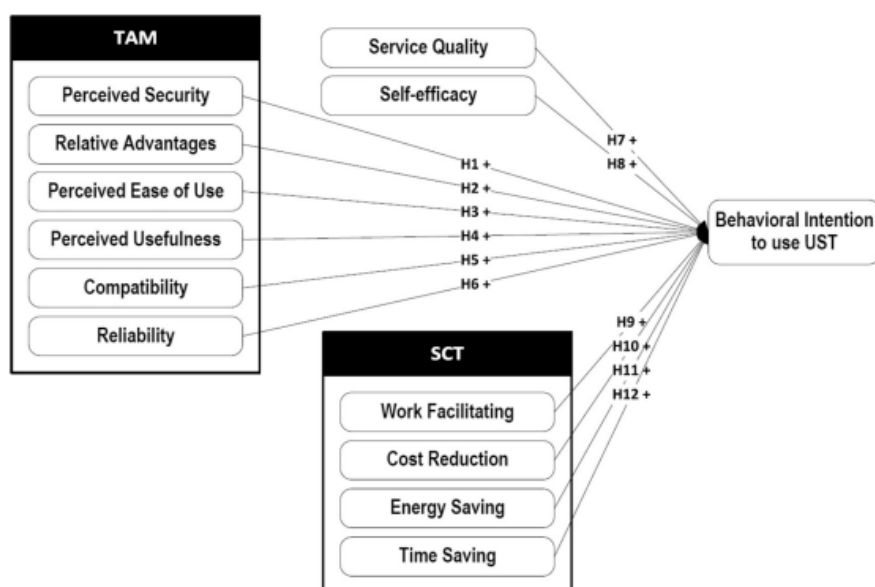 TAM
Perceived Security
Relative Advantages
Perceived Ease of Use
Perceived Usefulness
Compatibility
Reliability
Service Quality
Self-efficacy
H1 +
H2 +
H3 +
H4 +
H5 +
H6 +
H7 +
H8 +
Behavioral Intention
to use UST
H9 +
H10 +
H11 +
H12 +
SCT
Work Facilitating
Cost Reduction
Energy Saving
Time Saving